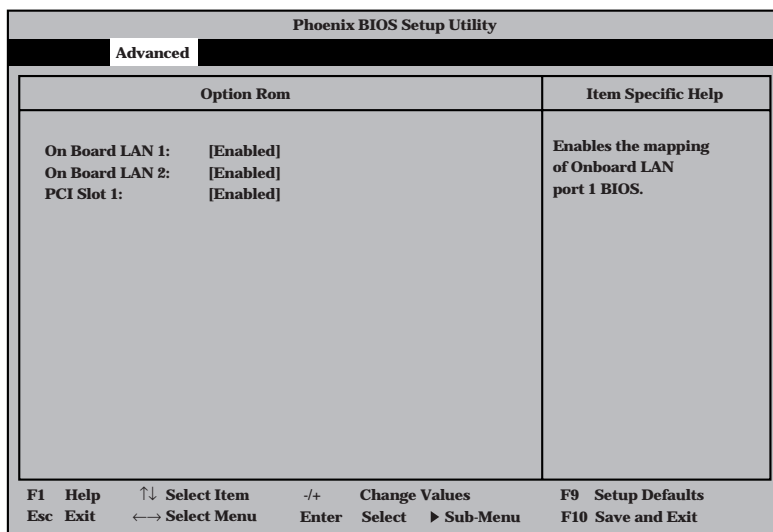 Phoenix BIOS Setup Utility
Advanced
Option Rom
Item Specific Help
On Board LAN 1: [Enabled]
On Board LAN 2: [Enabled]
PCI Slot 1: [Enabled]
Enables the mapping
of Onboard LAN
port 1 BIOS.
F1 Help ↑↓ Select Item -/+ Change Values F9 Setup Defaults
Esc Exit ←→ Select Menu Enter Select ▶ Sub-Menu F10 Save and Exit